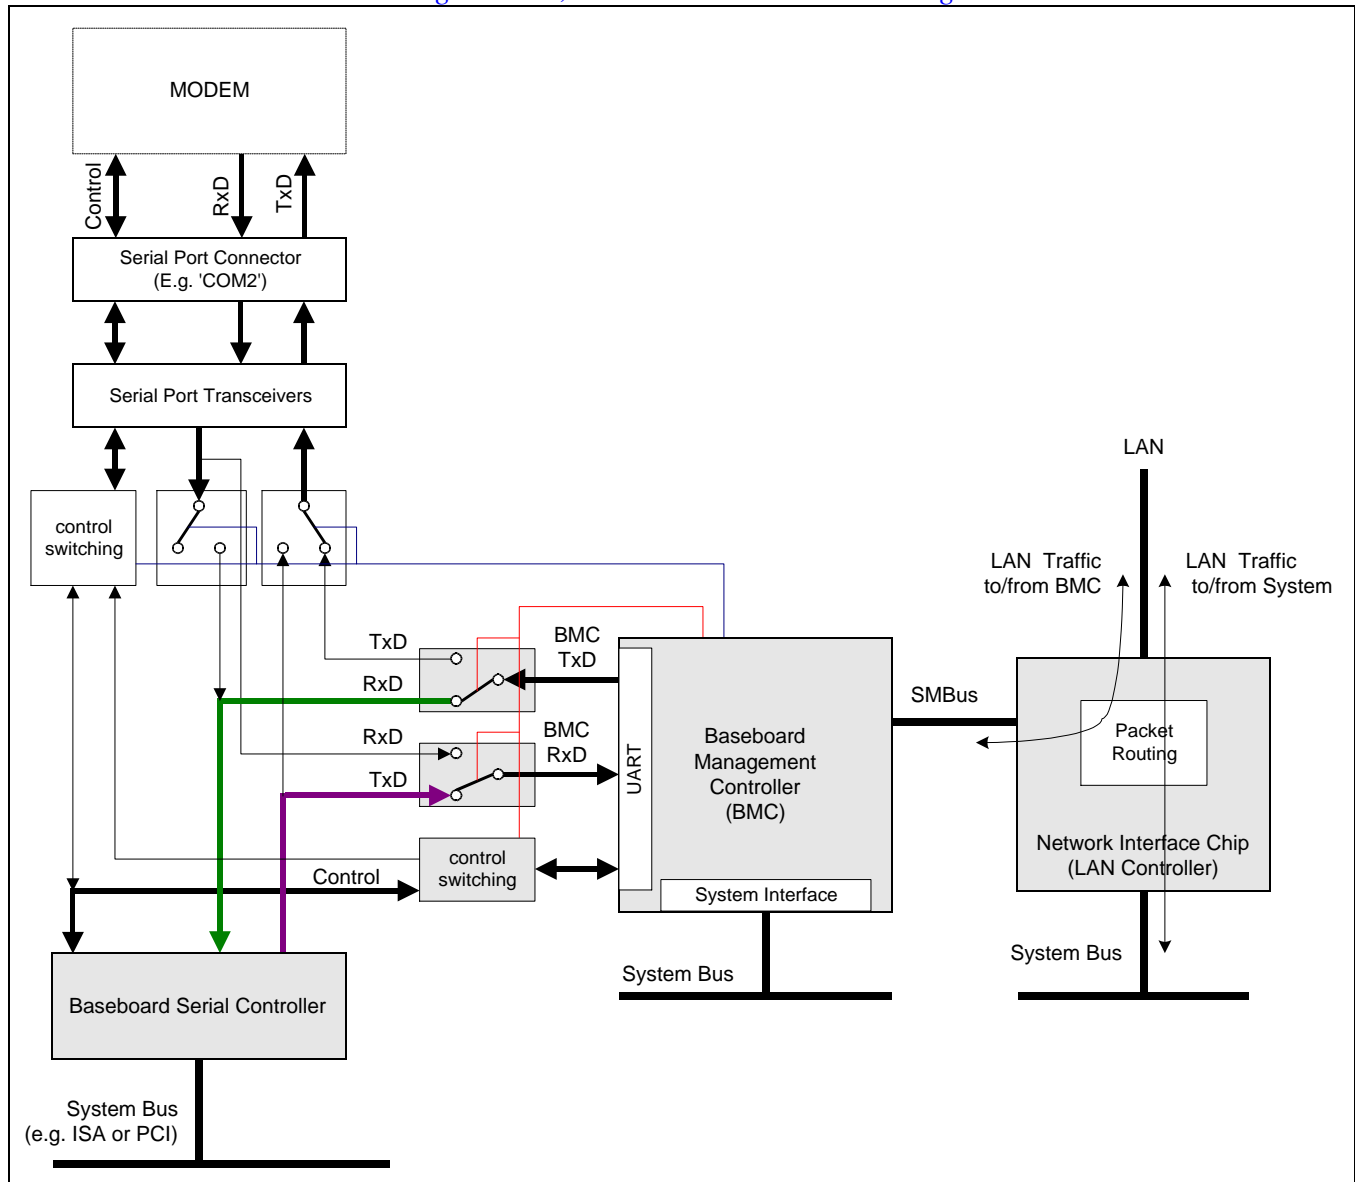 MODEM
Control
RxD
TxD
Serial Port Connector
(E.g. 'COM2')
Serial Port Transceivers
control
switching
LAN
LAN Traffic
to/from BMC
LAN Traffic
to/from System
TxD
BMC
TxD
RxD
RxD
BMC
RxD
TxD
UART
Baseboard
Management
Controller
(BMC)
SMBus
Packet
Routing
Network Interface Chip
(LAN Controller)
control
switching
Control
System Interface
System Bus
System Bus
Baseboard Serial Controller
System Bus
(e.g. ISA or PCI)